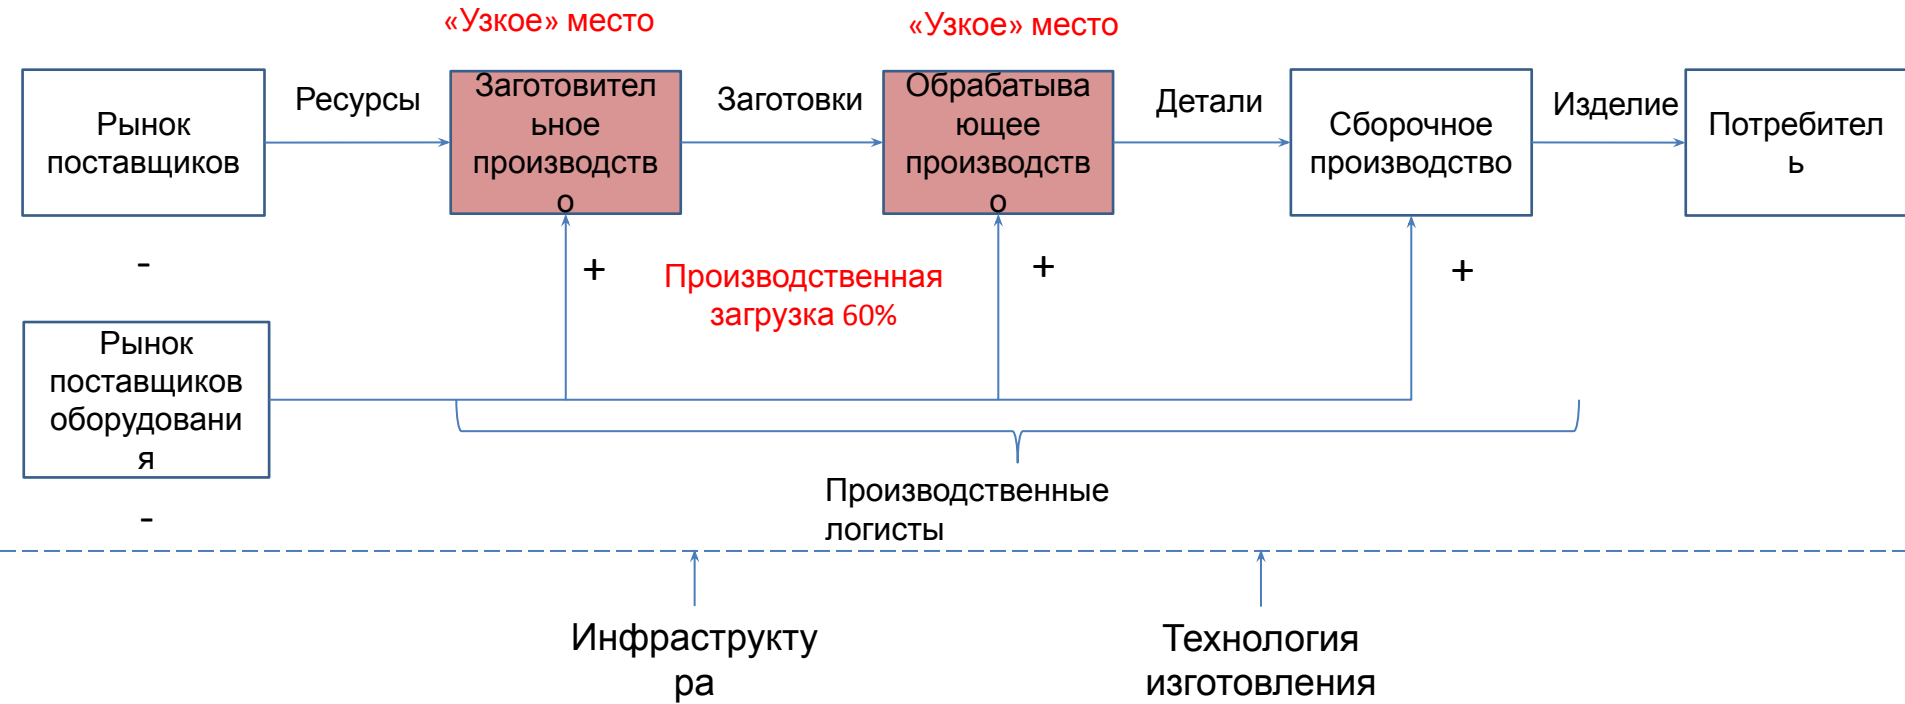 «Узкое» место
«Узкое» место
Рынок
поставщиков
Ресурсы
Заготовител
ьное
производств
о
Заготовки
Обрабатыва
ющее
производств
о
Детали
Сборочное
производство
Изделие
Потребител
ь
-
+
Производственная
загрузка 60%
+
+
Рынок
поставщиков
оборудовани
я
-
Производственные
логисты
Инфраструкту
ра
Технология
изготовления